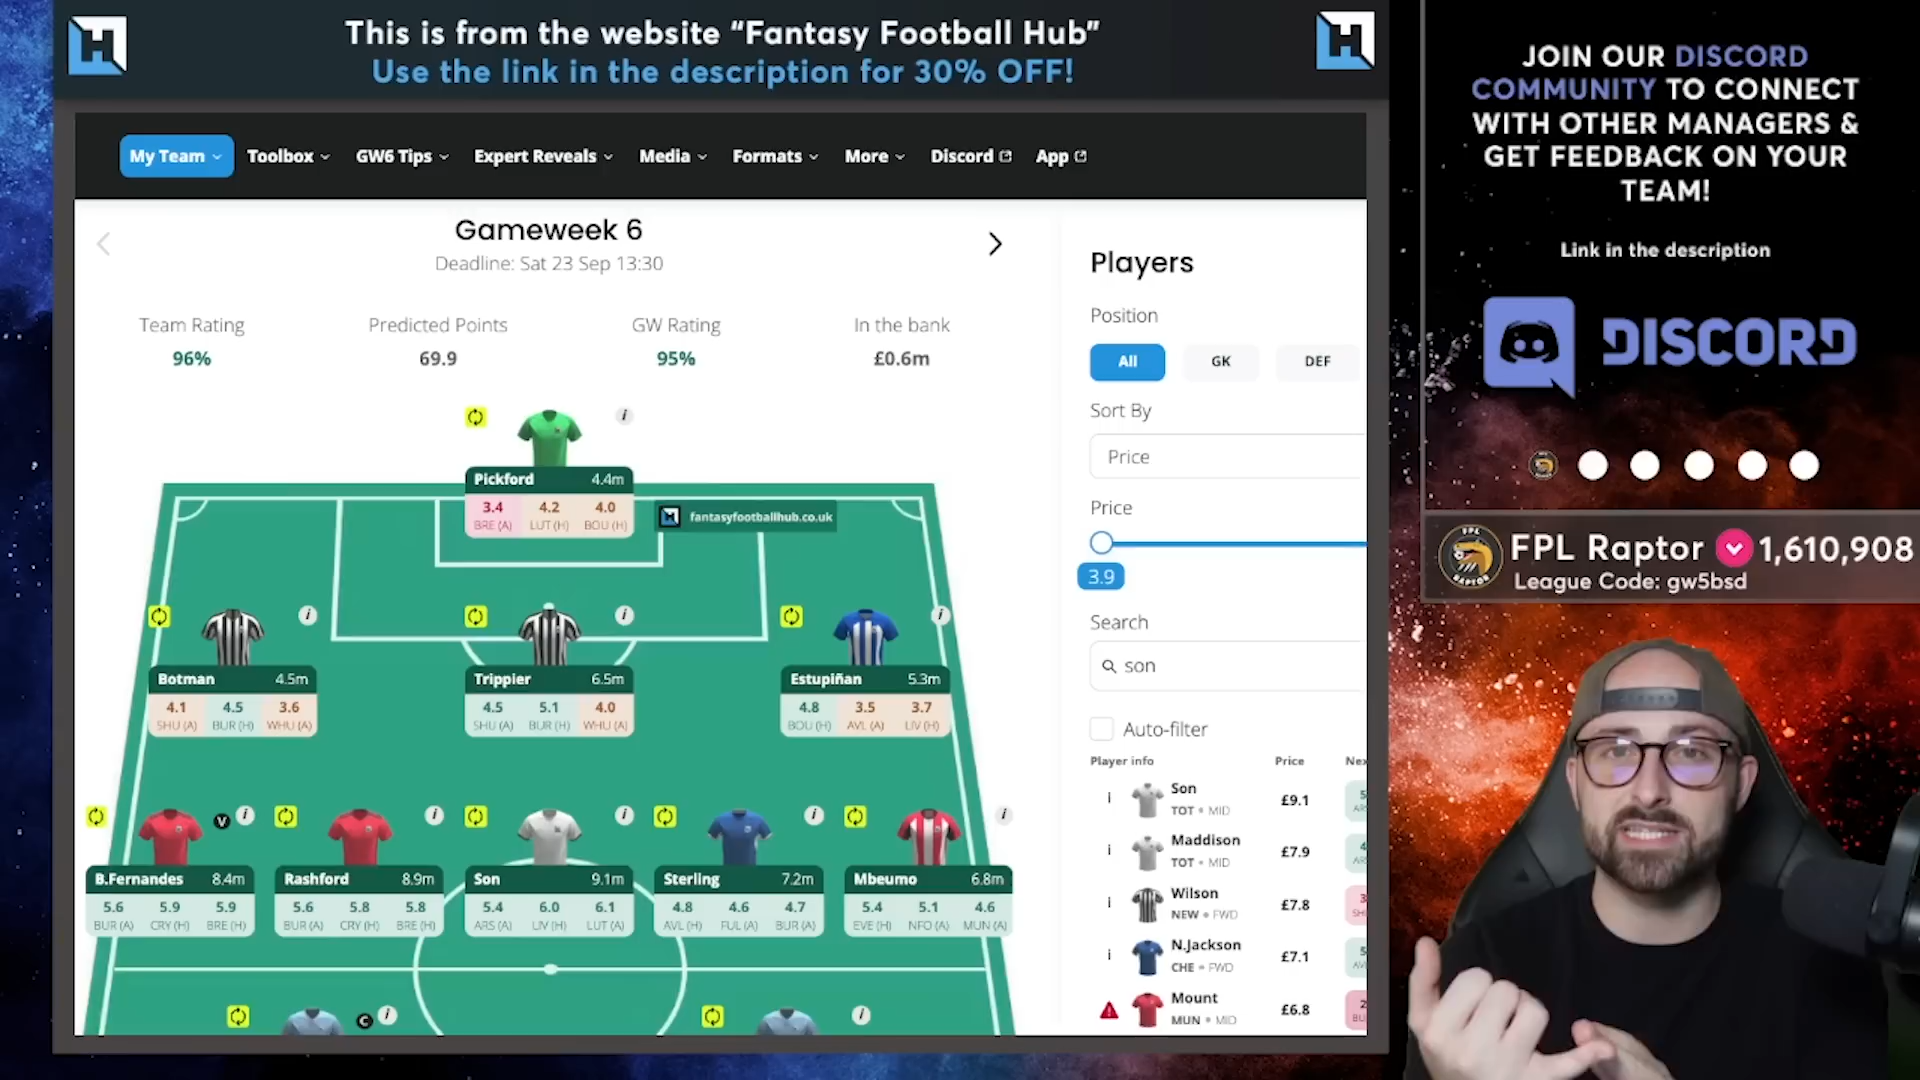 This is from the website “Fantasy Football Hub”
Use the link in the description for 30% OFF!
My Team
Toolbox
GW6 Tips
Expert Reveals
Media
Formats
More
Discord
App
Gameweek 6
Deadline: Sat 23 Sep 13:30
Team Rating
96%
Predicted Points
69.9
GW Rating
95%
In the bank
£0.6m
Pickford 4.4m
3.4 4.2 4.0
BRE (A) LUT (H) BOU (H)
fantasyfootballhub.co.uk
Botman 4.5m
4.1 4.5 3.6
SHU (A) BUR (H) WHU (A)
Trippier 6.5m
4.5 5.1 4.0
SHU (A) BUR (H) WHU (A)
Estupiñan 5.3m
4.8 3.5 3.7
BOU (H) AVL (A) LIV (H)
V
B.Fernandes 8.4m
5.6 5.9 5.9
BUR (A) CRY (H) BRE (H)
Rashford 8.9m
5.6 5.8 5.8
BUR (A) CRY (H) BRE (H)
Son 9.1m
5.4 6.0 6.1
ARS (A) LIV (H) LUT (A)
Sterling 7.2m
4.8 4.6 4.7
AVL (H) FUL (A) BUR (A)
Mbeumo 6.8m
5.4 5.1 4.6
EVE (H) NFO (A) MUN (A)
C
Players
Position
All
GK
DEF
Sort By
Price
Price
3.9
Search
son
Auto-filter
Player info Price
Son
TOT • MID
£9.1
Maddison
TOT • MID
£7.9
Wilson
NEW • FWD
£7.8
N.Jackson
CHE • FWD
£7.1
Mount
MUN • MID
£6.8
JOIN OUR DISCORD
COMMUNITY TO CONNECT
WITH OTHER MANAGERS &
GET FEEDBACK ON YOUR
TEAM!
Link in the description
DISCORD
FPL
RAPTOR
FPL Raptor 1,610,908
League Code: gw5bsd